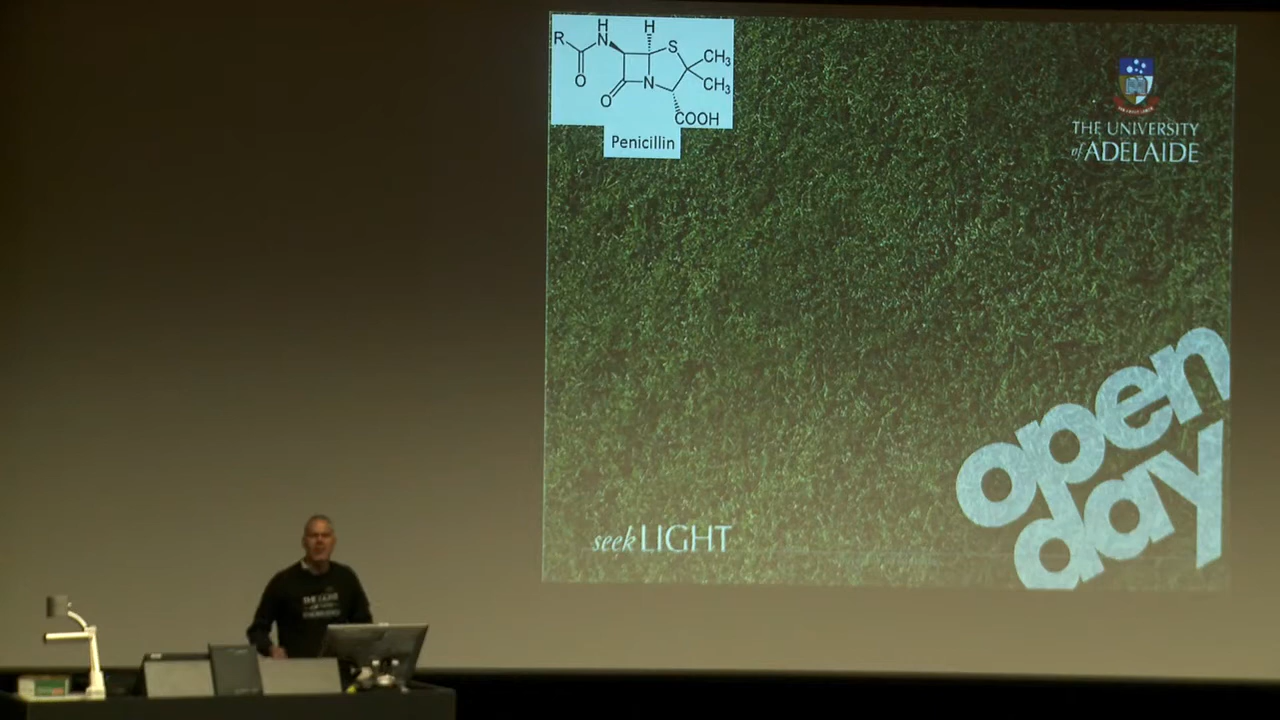 R
H
N
H
S
CH3
CH3
O
O
N
COOH
Penicillin
THE UNIVERSITY
of ADELAIDE
open
day
seek LIGHT